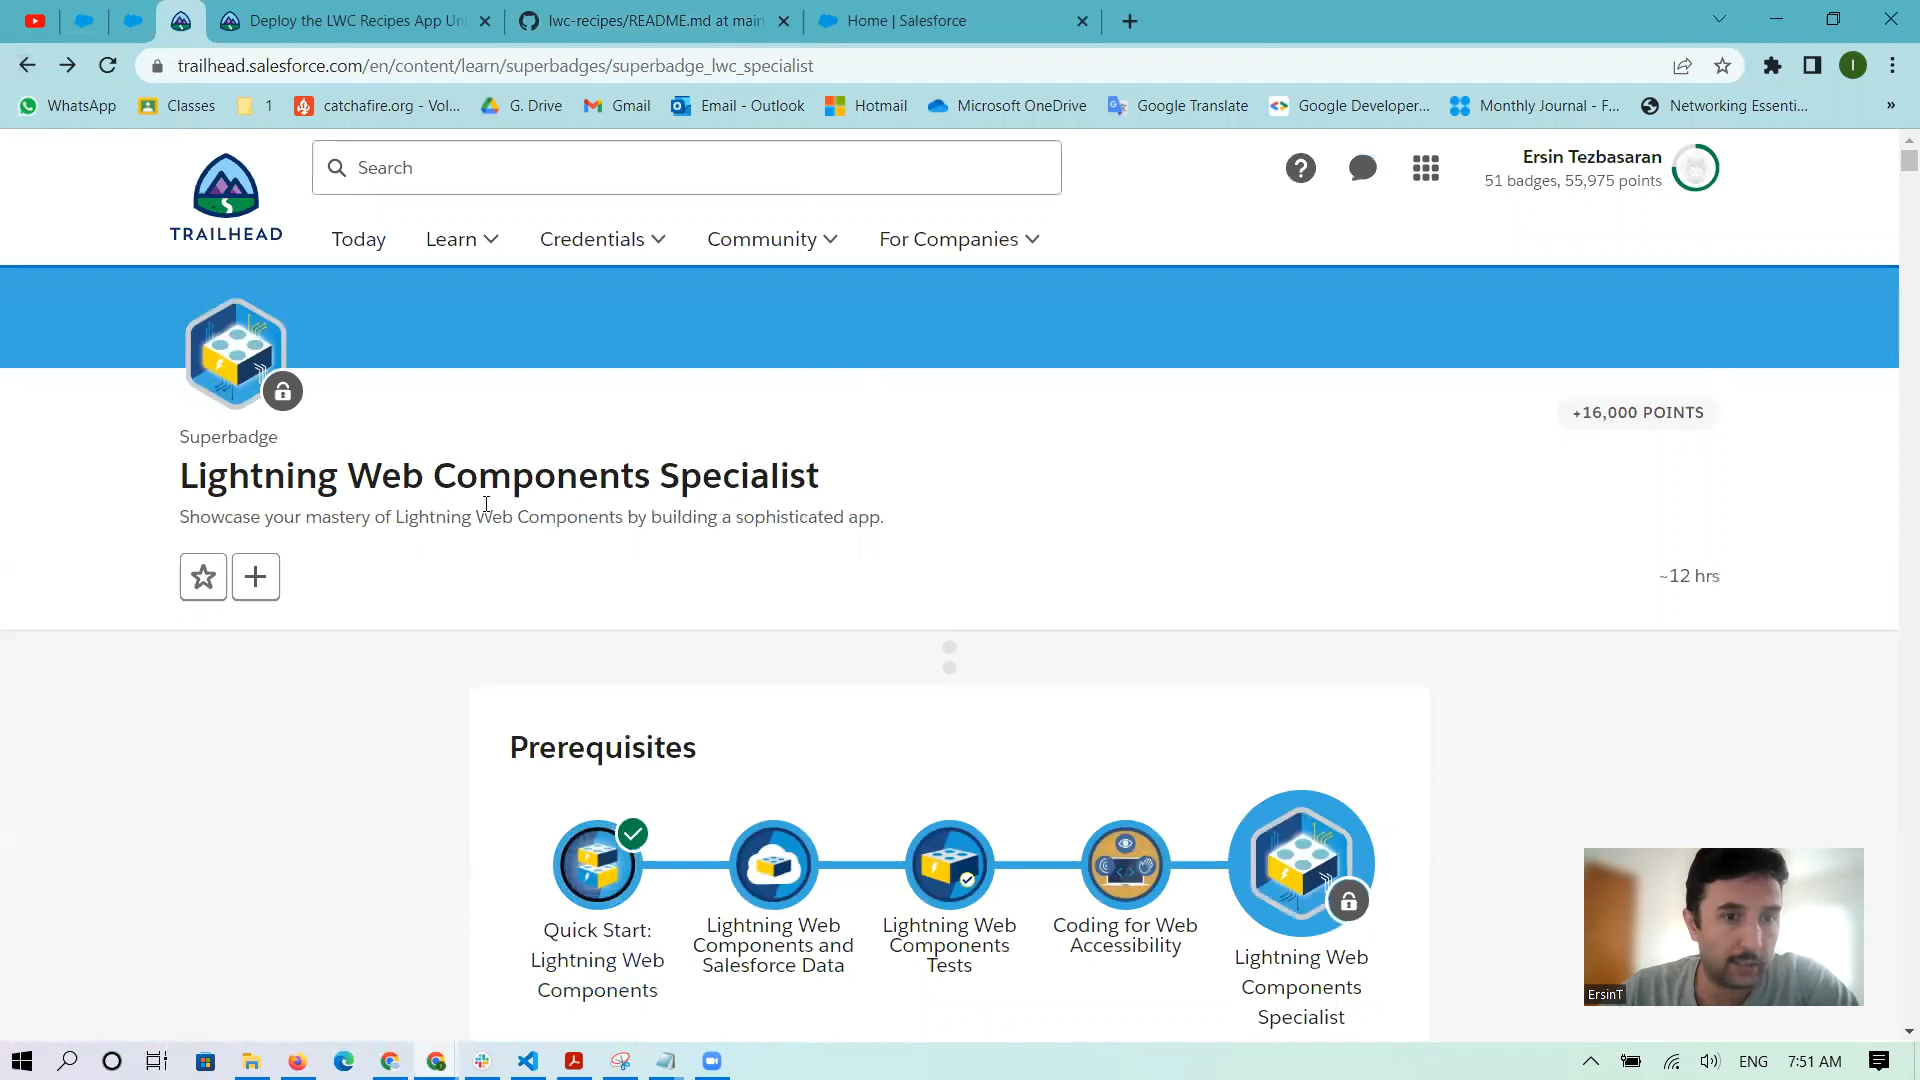 Deploy the LWC Recipes App Un
lwc-recipes/README.md at main
Home | Salesforce
trailhead.salesforce.com/en/content/learn/superbadges/superbadge_lwc_specialist
I
WhatsApp
Classes
1
catchafire.org - Vol...
G. Drive
Gmail
Email - Outlook
Hotmail
Microsoft OneDrive
Google Translate
Google Developer...
Monthly Journal - F...
Networking Essenti...
»
TRAILHEAD
Search
Ersin Tezbasaran
51 badges, 55,975 points
Today
Learn
Credentials
Community
For Companies
+16,000 POINTS
Superbadge
Lightning Web Components Specialist
Showcase your mastery of Lightning Web Components by building a sophisticated app.
~12 hrs
Prerequisites
Quick Start:
Lightning Web
Components
Lightning Web
Components and
Salesforce Data
Lightning Web
Components
Tests
Coding for Web
Accessibility
Lightning Web
Components
Specialist
ErsinT
ENG
7:51 AM